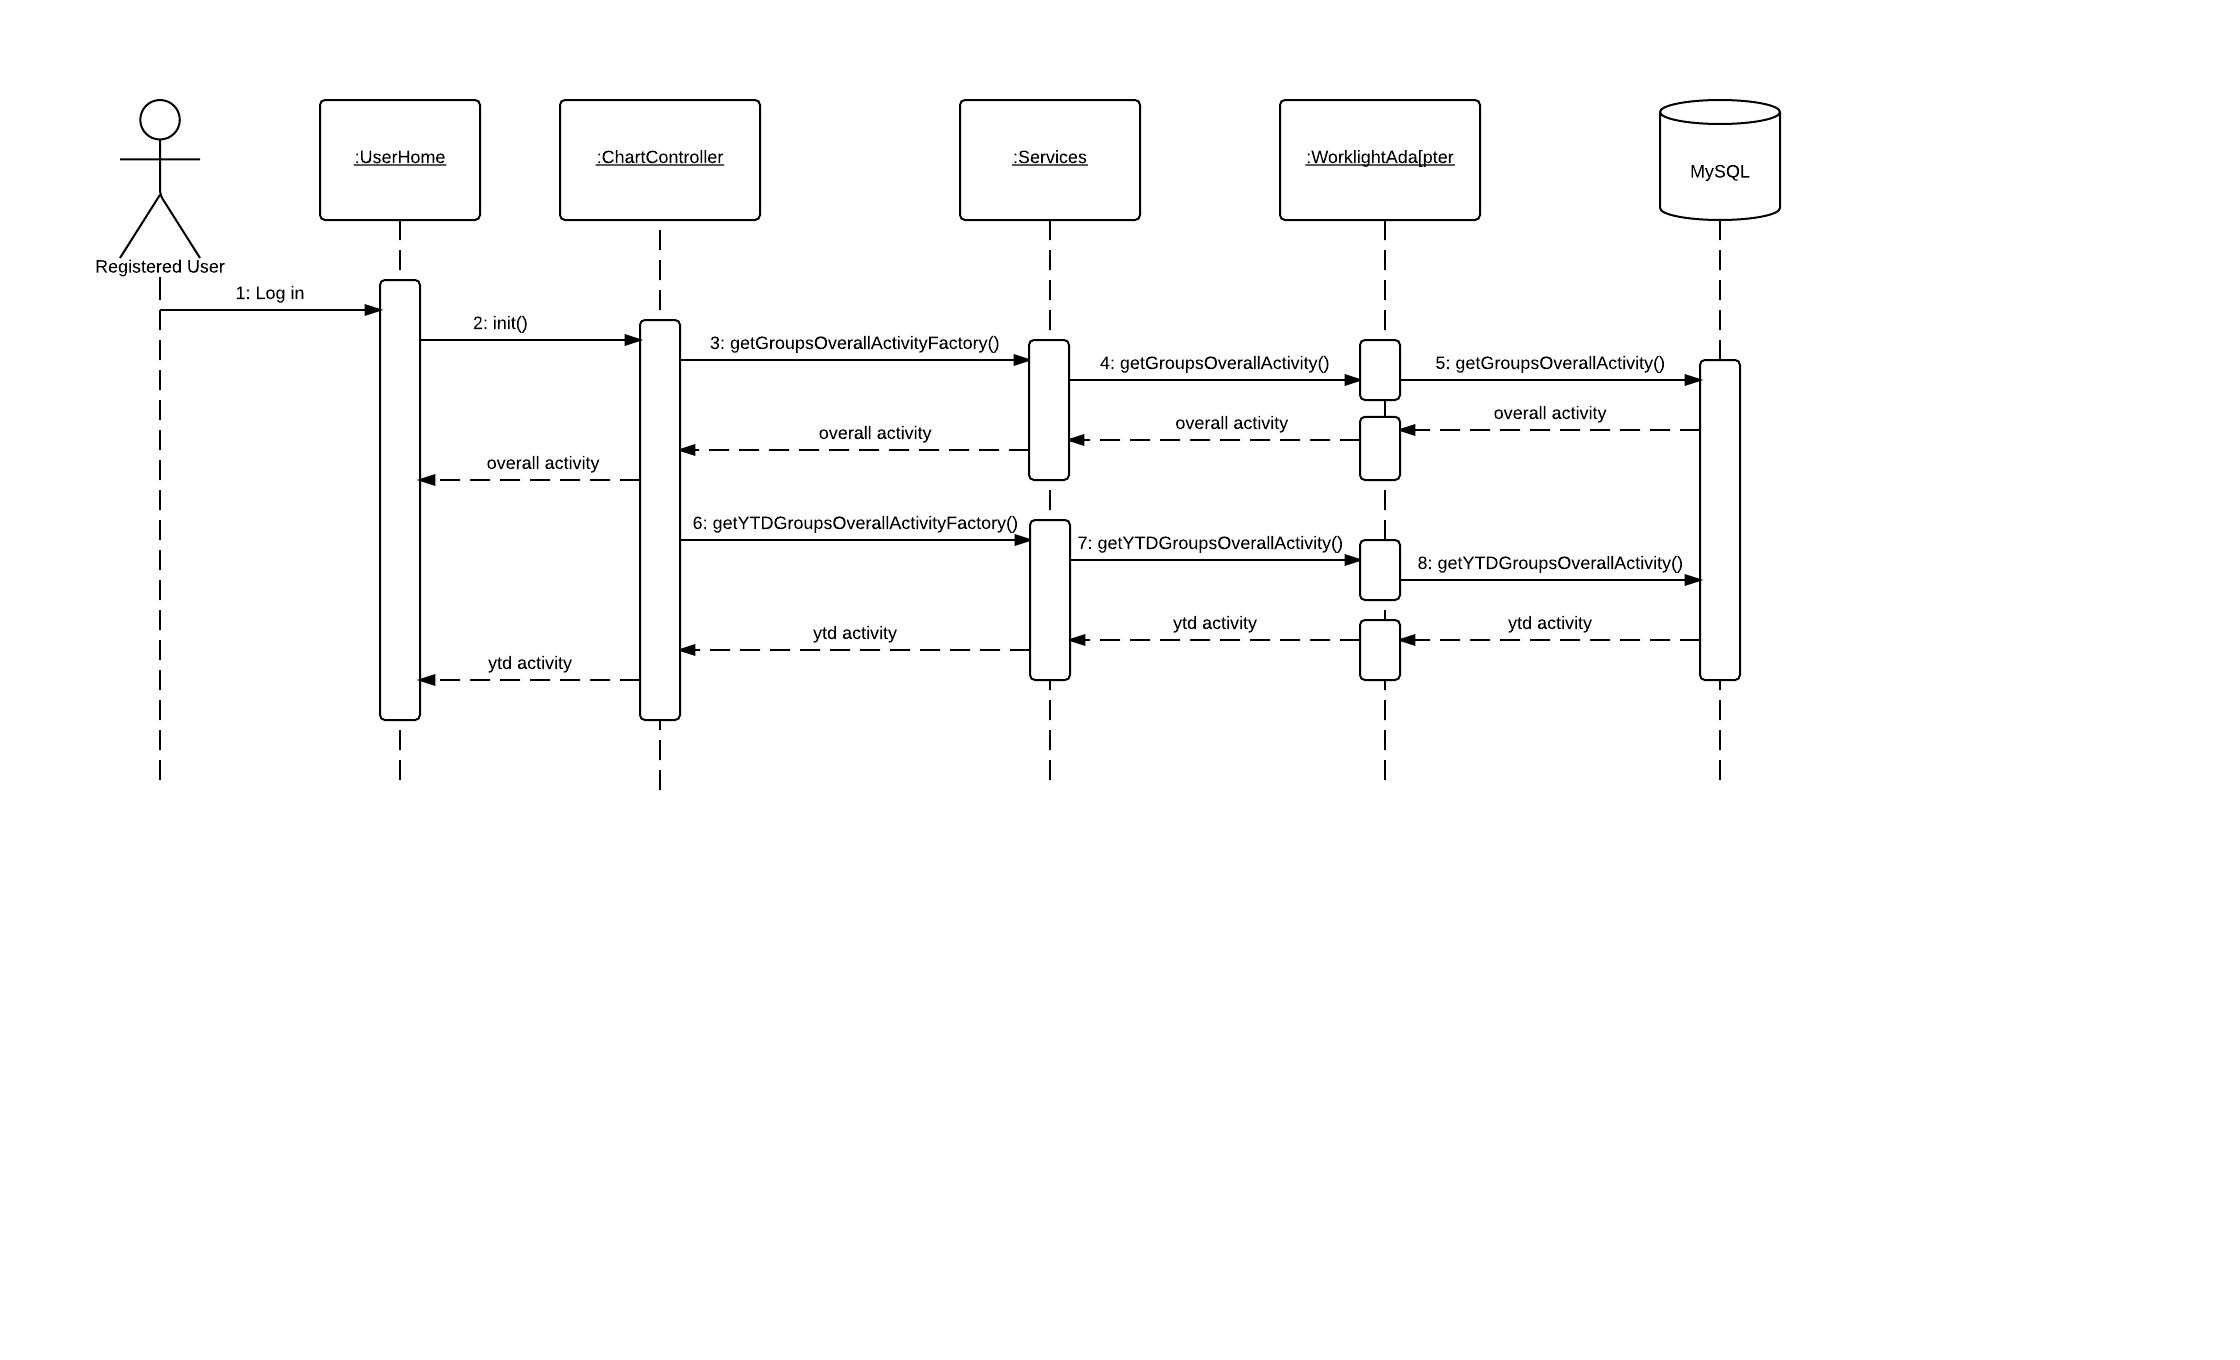 :UserHome
:ChartController
:Services
:WorklightAda[pter
MySQL
Registered User
1: Log in
2: init()
3: getGroupsOverallActivityFactory()
4: getGroupsOverallActivity()
5: getGroupsOverallActivity()
overall activity
overall activity
overall activity
overall activity
6: getYTDGroupsOverallActivityFactory()
7: getYTDGroupsOverallActivity()
8: getYTDGroupsOverallActivity()
ytd activity
ytd activity
ytd activity
ytd activity